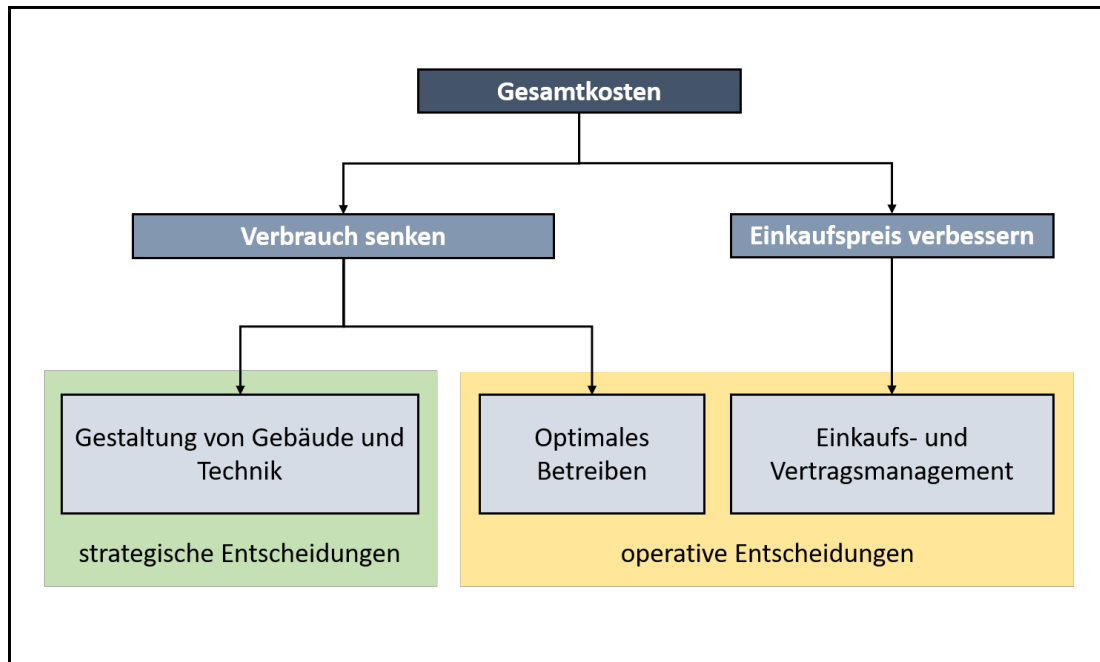 Gesamtkosten
Verbrauch senken
Einkaufspreis verbessern
Gestaltung von Gebäude und
Technik
Optimales
Betreiben
Einkaufs- und
Vertragsmanagement
strategische Entscheidungen
operative Entscheidungen